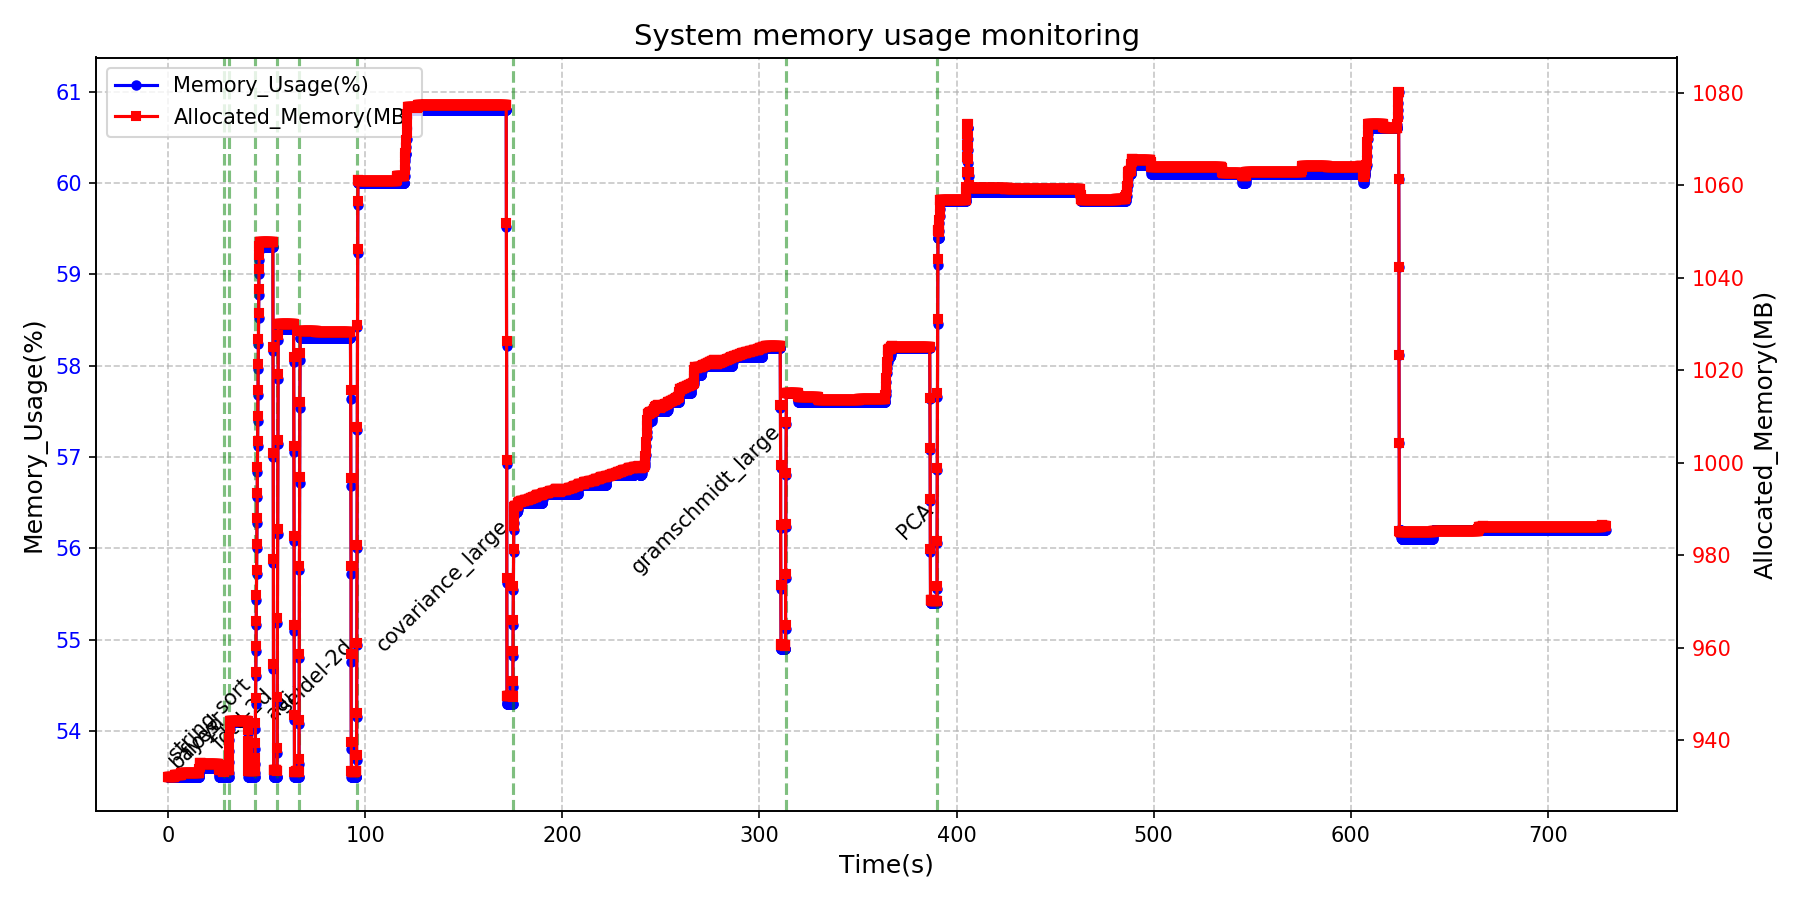 System memory usage monitoring
Memory_Usage(%)
Allocated_Memory(MB
61
60
59
58
57
56
55
54
Memory_Usage(%)
1080
1060
1040
1020
1000
980
960
940
Allocated_Memory(MB)
string-sort
covariance_large
gramschmidt_large
PCA
0
100
200
300
400
500
600
700
Time(s)